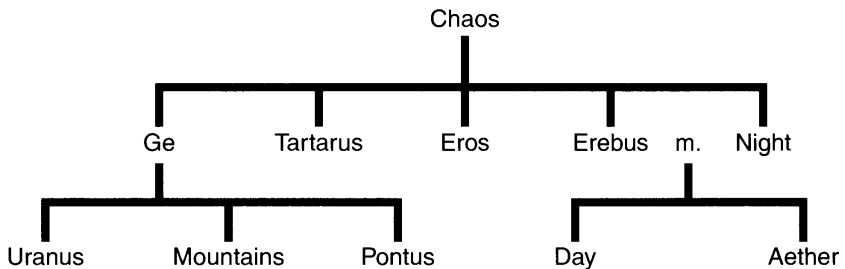 Chaos
Ge Tartarus Eros Erebus m. Night
Uranus Mountains Pontus Day Aether